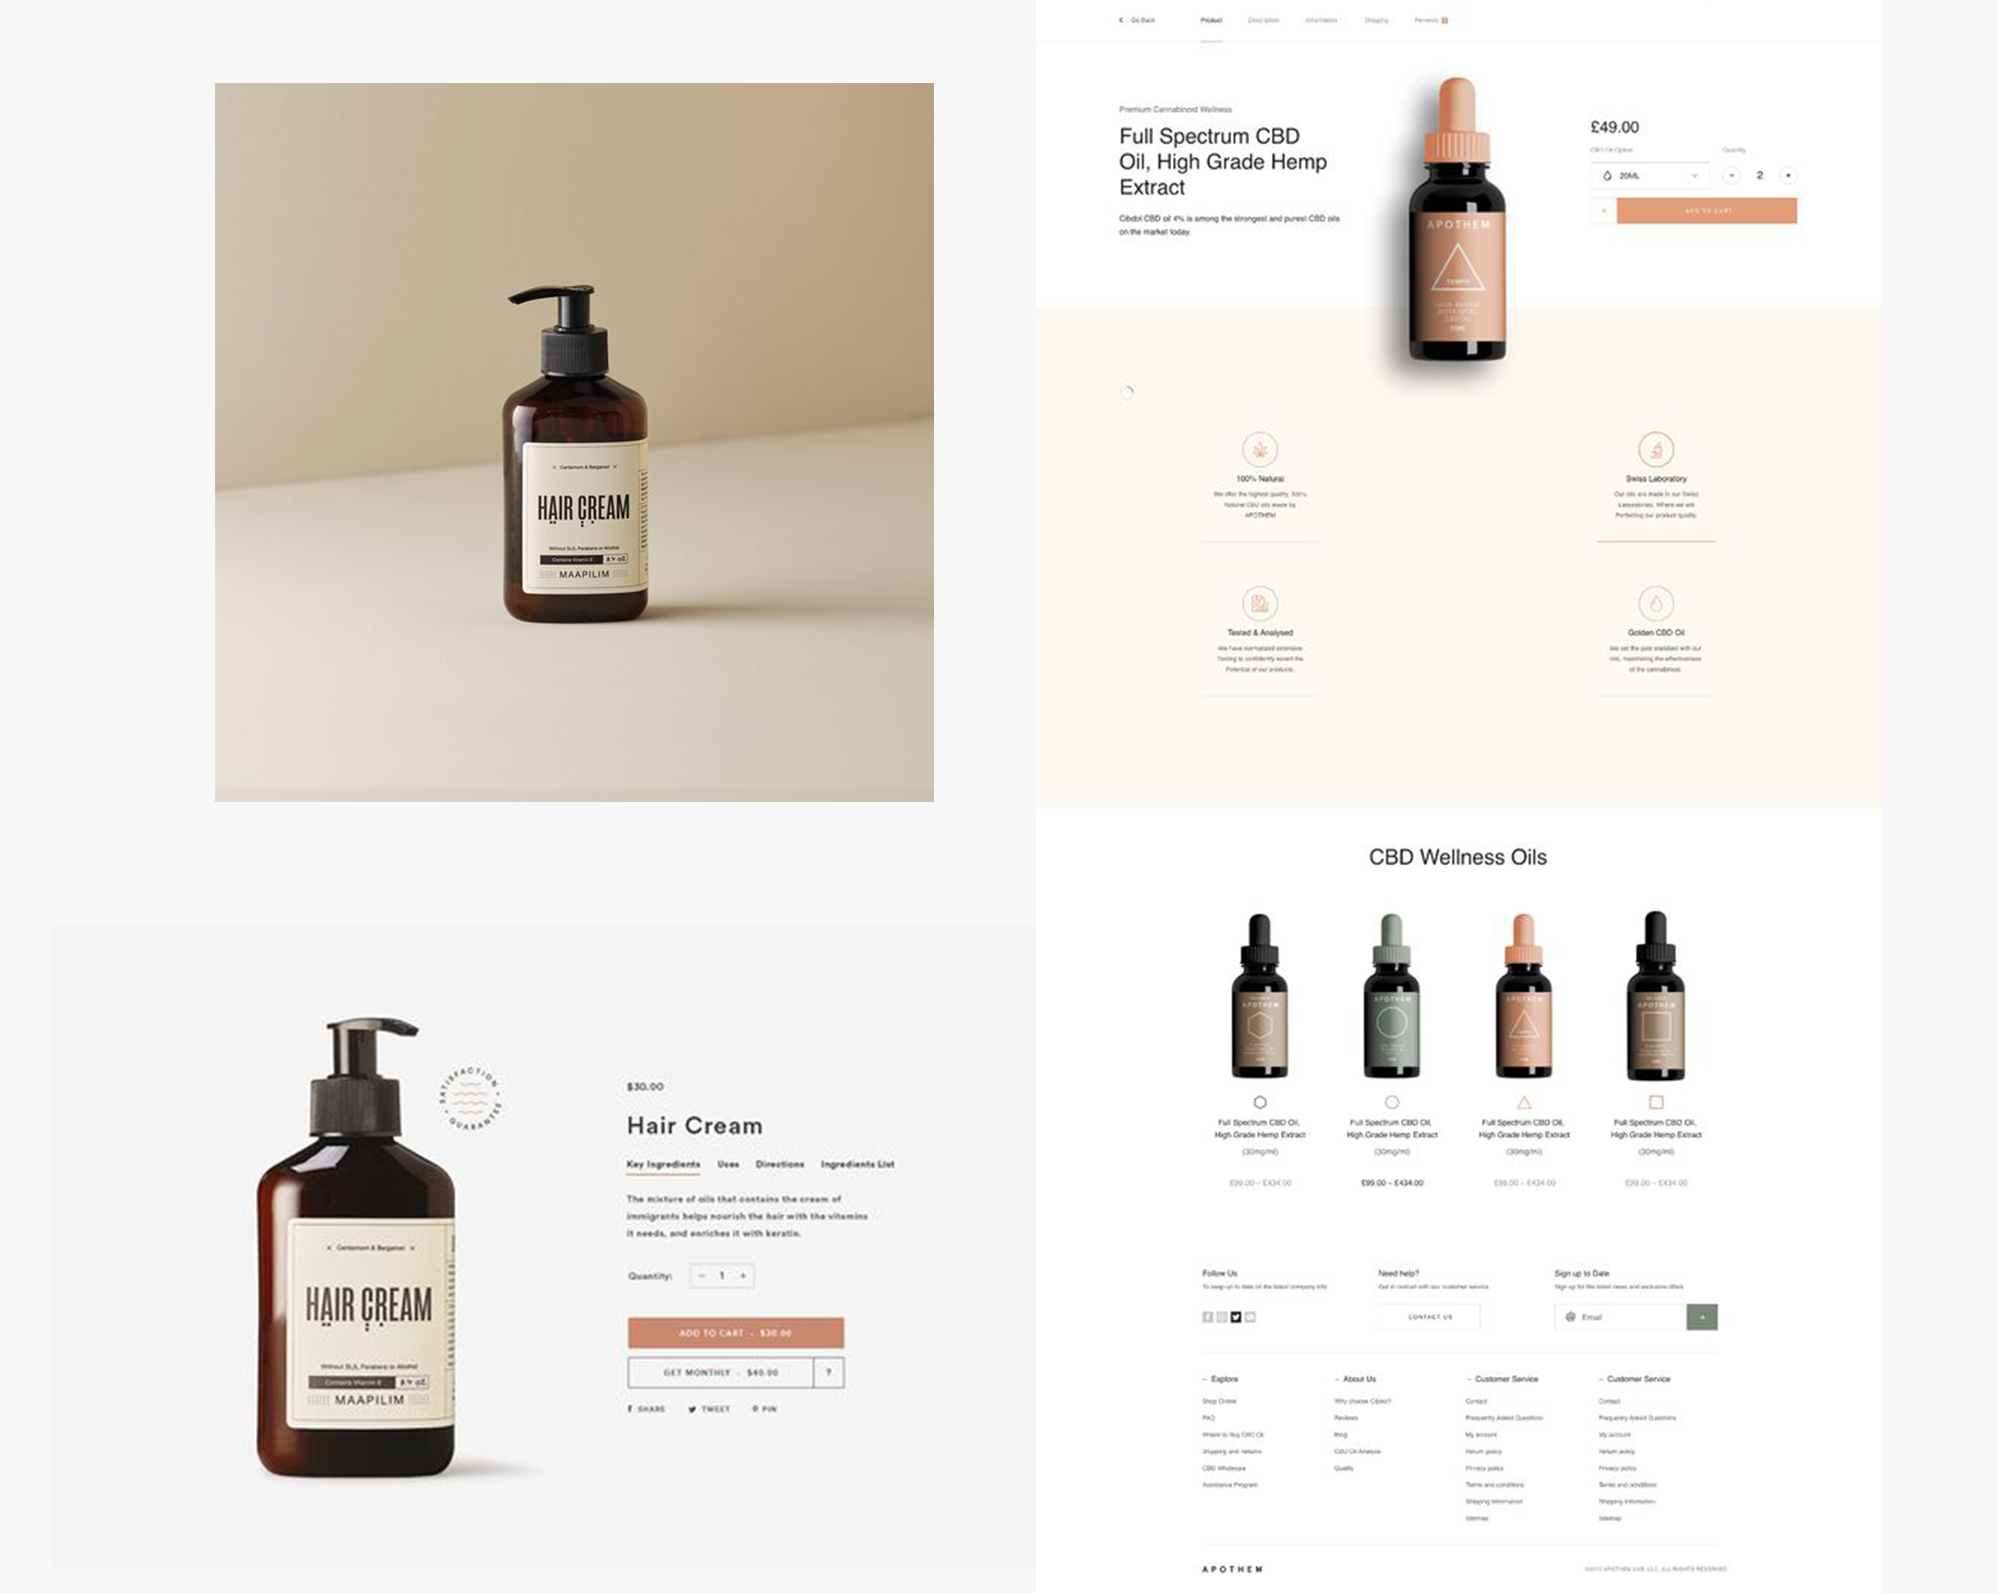 × Cardamom & Bergamot ×
HAIR CREAM
Without SLS, Parabens or Alcohol
Contains Vitamin E
8.4 oz.
MAAPILIM
SATISFACTION GUARANTEE
× Cardamom & Bergamot ×
HAIR CREAM
Without SLS, Parabens or Alcohol
Contains Vitamin E
8.4 oz.
MAAPILIM
$30.00
Hair Cream
Key Ingredients Uses Directions Ingredients List
The mixture of oils that contains the cream of
immigrants helps nourish the hair with the vitamins
it needs, and enriches it with keratin.
Quantity: − 1 +
ADD TO CART - $30.00
GET MONTHLY - $40.00 ?
SHARE TWEET PIN
Go Back Product Description Information Shipping Reviews
Premium Cannabinoid Wellness
Full Spectrum CBD
Oil, High Grade Hemp
Extract
Cibdol CBD oil 4% is among the strongest and purest CBD oils
on the market today.
APOTHEM
TEMPO
£49.00
CBD Oil Option Quantity
20ML 2
ADD TO CART
100% Natural
We offer the highest quality, 100%
Natural CBD oils made by
APOTHEM
Swiss Laboratory
Our oils are made in our Swiss
Laboratories. Where we are
Perfecting our product quality.
Tested & Analysed
We have normalized extensive
Testing to confidently assert the
Potential of our products.
Golden CBD Oil
We set the gold standard with our
oils, maximizing the effectiveness
of the cannabinoid.
CBD Wellness Oils
APOTHEM
APOTHEM
APOTHEM
APOTHEM
Full Spectrum CBD Oil,
High Grade Hemp Extract
(30mg/ml)
£99.00 – £434.00
Full Spectrum CBD Oil,
High Grade Hemp Extract
(30mg/ml)
£99.00 – £434.00
Full Spectrum CBD Oil,
High Grade Hemp Extract
(30mg/ml)
£99.00 – £434.00
Full Spectrum CBD Oil,
High Grade Hemp Extract
(30mg/ml)
£99.00 – £434.00
Follow Us
To keep up to date on the latest company info
Need help?
Get in contact with our customer service
CONTACT US
Sign up to Date
Sign up for the latest news and exclusive offers
Email
– Explore
Shop Online
FAQ
Where to Buy CBD Oil
Shipping and returns
CBD Wholesale
Assistance Program
– About Us
Why choose Cibdol?
Reviews
Blog
CBD Oil Analysis
Quality
– Customer Service
Contact
Frequently Asked Questions
My account
Return policy
Privacy policy
Terms and conditions
Shipping Information
Sitemap
– Customer Service
Contact
Frequently Asked Questions
My account
Return policy
Privacy policy
Terms and conditions
Shipping Information
Sitemap
APOTHEM
APOTHEM LAB, LLC. ALL RIGHTS RESERVED